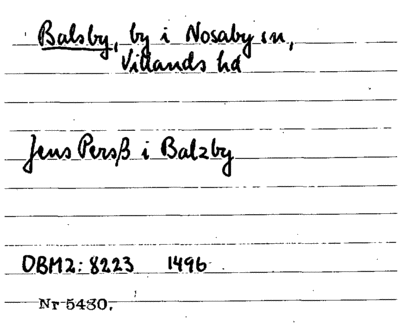 Balsby, by i Nosaby sn,
Villands hd
Jens Persß i Balzby
DBM2: 8223 1496
Nr 5430.